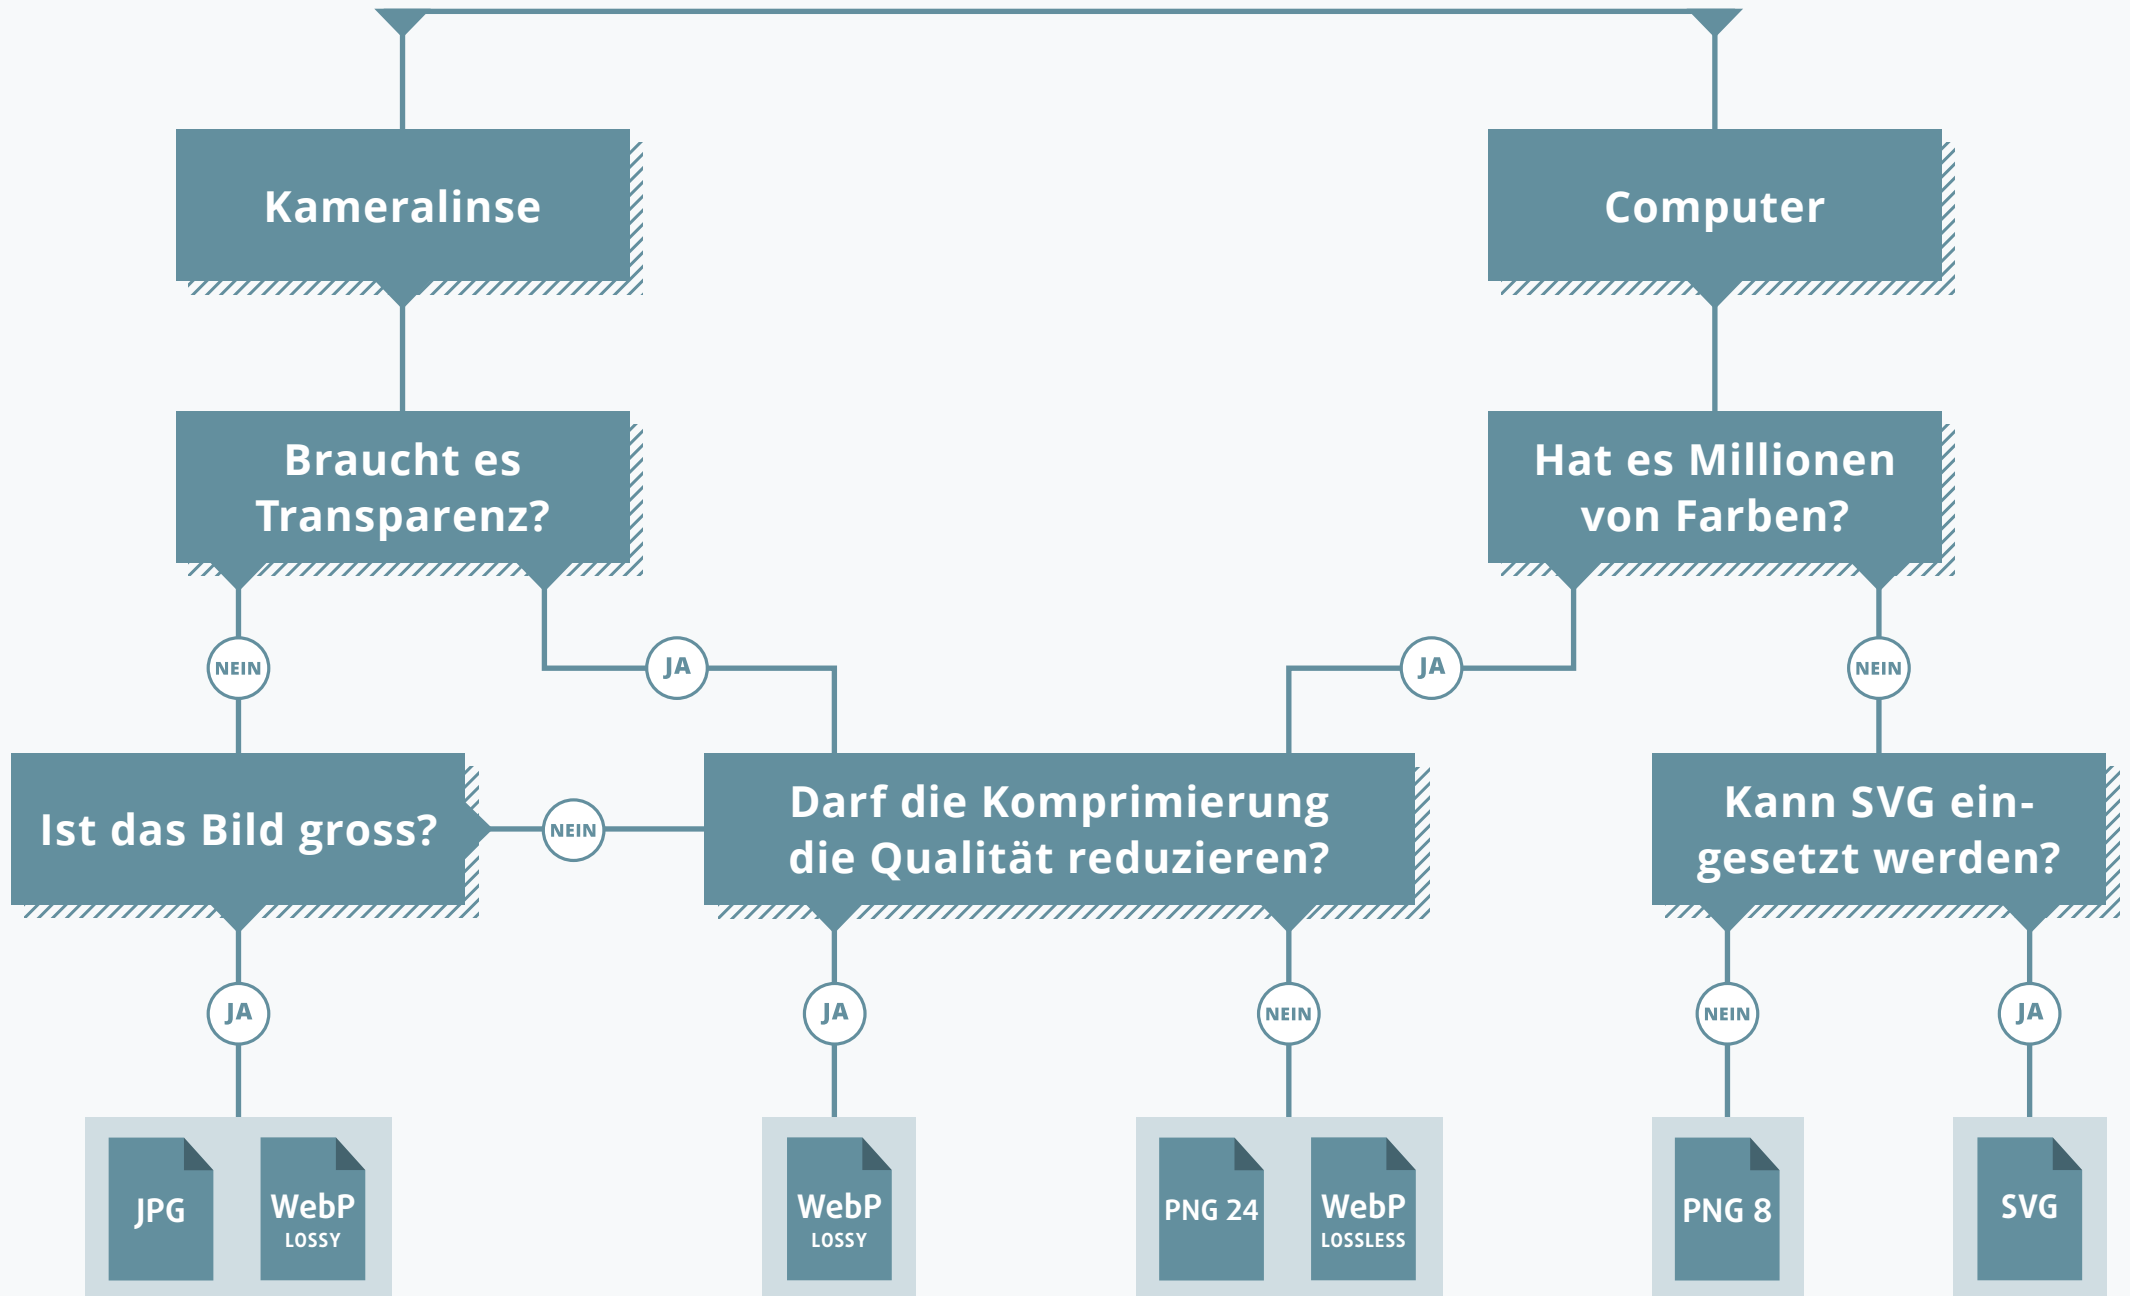 Kameralinse
Computer
Braucht es
Transparenz?
Hat es Millionen
von Farben?
NEIN
JA
JA
NEIN
Ist das Bild gross?
NEIN
Darf die Komprimierung
die Qualität reduzieren?
Kann SVG ein-
gesetzt werden?
JA
JA
NEIN
NEIN
JA
JPG
WebP
LOSSY
WebP
LOSSY
PNG 24
WebP
LOSSLESS
PNG 8
SVG